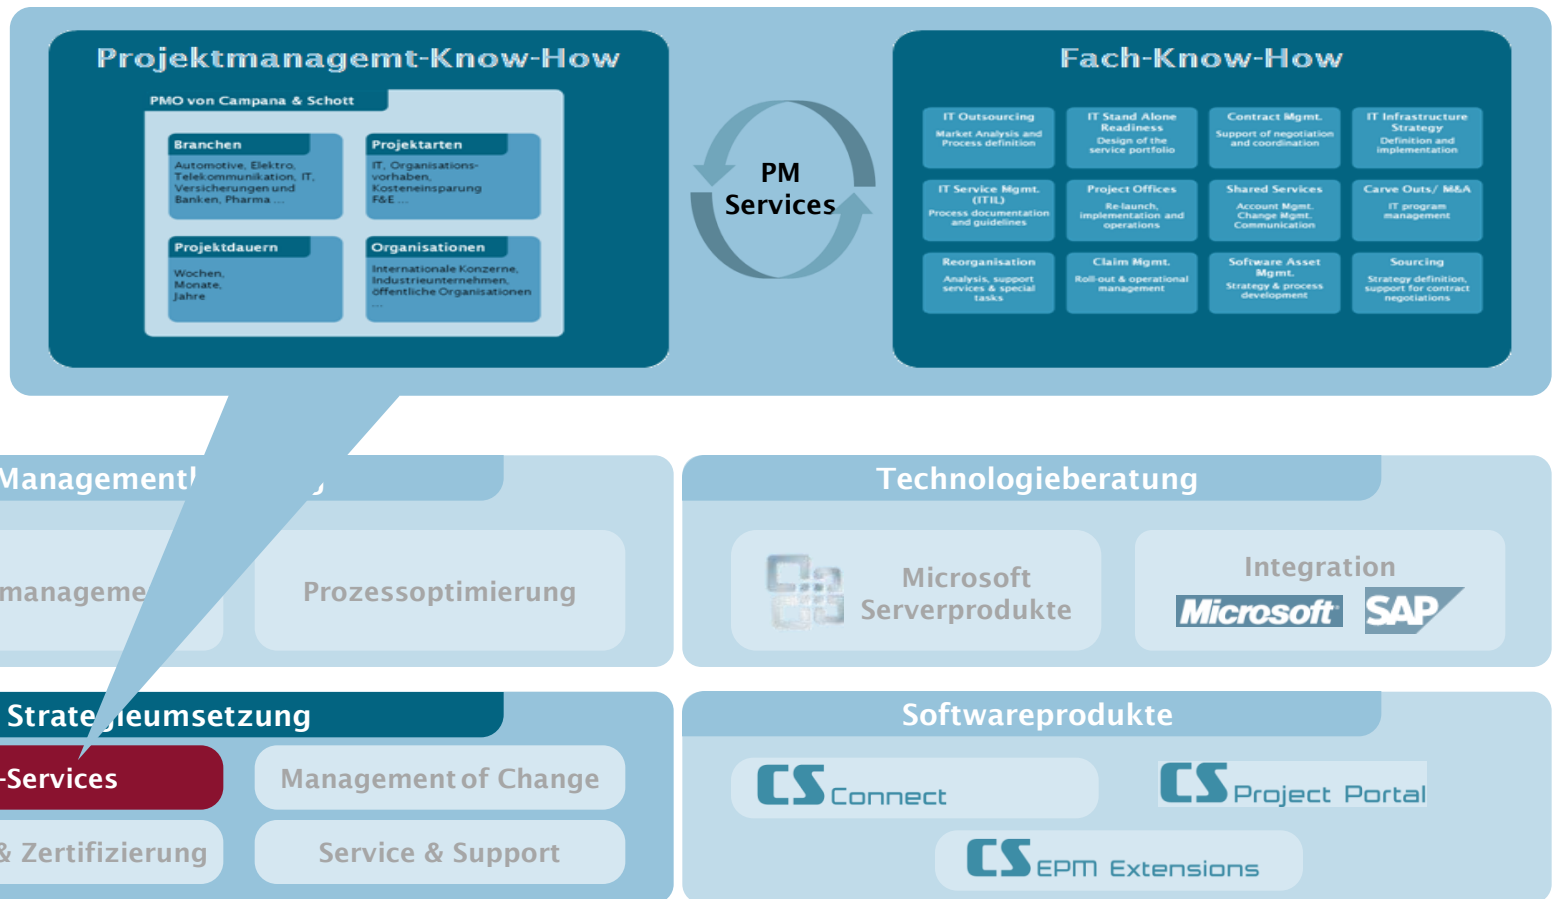 Projektmanagemt-Know-How
PMO von Campana & Schott
Branchen
Automotive, Elektro,
Telekommunikation, IT,
Versicherungen und
Banken, Pharma ...
Projektarten
IT, Organisations-
vorhaben,
Kosteneinsparung
F&E ...
Projektdauern
Wochen,
Monate,
Jahre
Organisationen
Internationale Konzerne,
Industrieunternehmen,
öffentliche Organisationen
...
PM
Services
Fach-Know-How
IT Outsourcing
Market Analysis and
Process definition
IT Stand Alone
Readiness
Design of the
service portfolio
Contract Mgmt.
Support of negotiation
and coordination
IT Infrastructure
Strategy
Definition and
implementation
IT Service Mgmt.
(ITIL)
Process documentation
and guidelines
Project Offices
Re-launch,
implementation and
operations
Shared Services
Account Mgmt.
Change Mgmt.
Communication
Carve Outs/ M&A
IT program
management
Reorganisation
Analysis, support
services & special
tasks
Claim Mgmt.
Roll-out & operational
management
Software Asset
Mgmt.
Strategy & process
development
Sourcing
Strategy definition,
support for contract
negotiations
Management
manageme
Prozessoptimierung
Technologieberatung
Microsoft
Serverprodukte
Integration
Microsoft
SAP
Strategieumsetzung
-Services
Management of Change
& Zertifizierung
Service & Support
Softwareprodukte
CS Connect
CS Project Portal
CS EPM Extensions